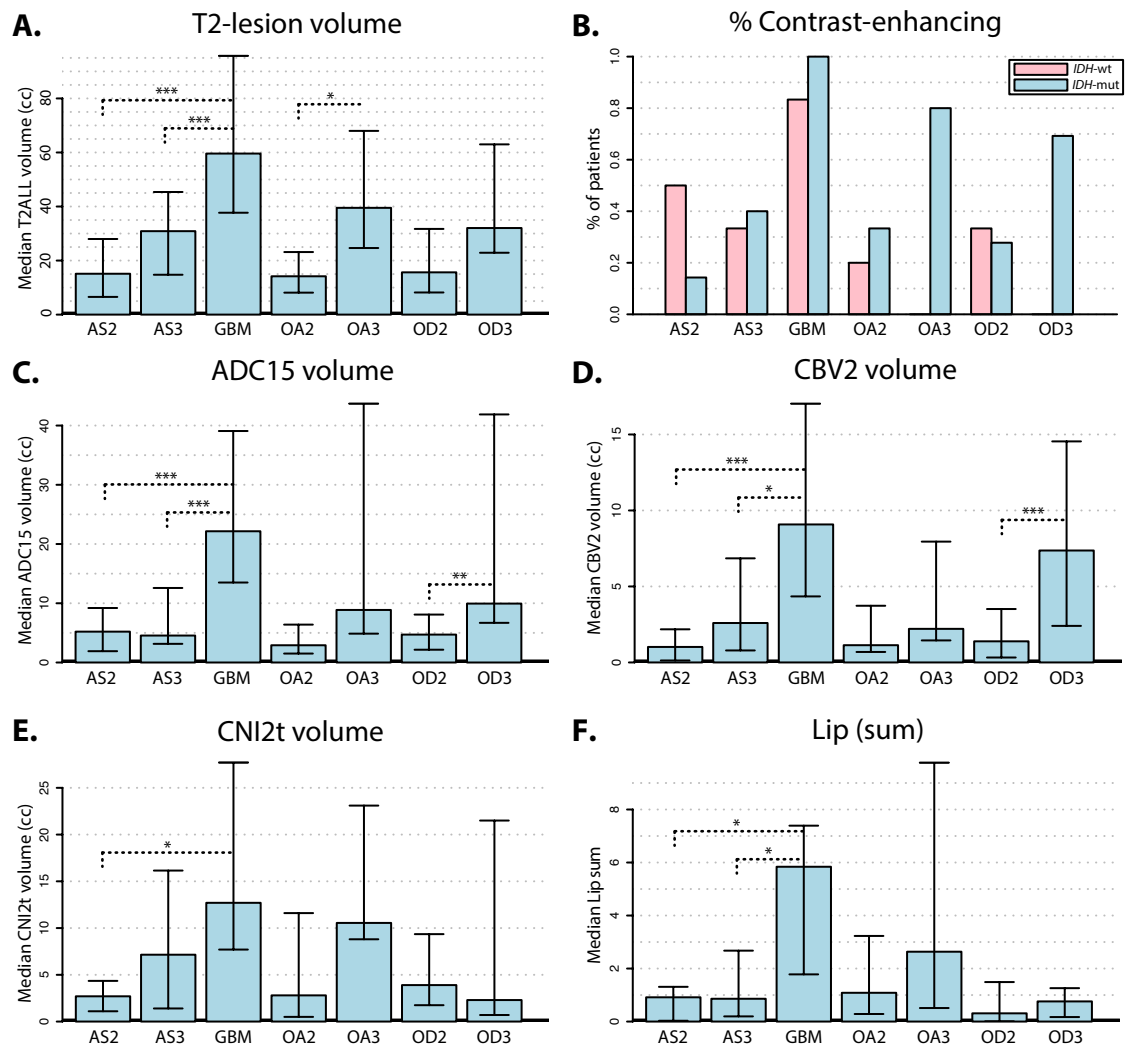 A.
T2-lesion volume
Median T2ALL volume (cc)
0 20 40 60 80
*** *** *
AS2 AS3 GBM OA2 OA3 OD2 OD3
B.
% Contrast-enhancing
% of patients
0.0 0.2 0.4 0.6 0.8 1.0
IDH-wt
IDH-mut
AS2 AS3 GBM OA2 OA3 OD2 OD3
C.
ADC15 volume
Median ADC15 volume (cc)
0 10 20 30 40
*** *** **
AS2 AS3 GBM OA2 OA3 OD2 OD3
D.
CBV2 volume
Median CBV2 volume (cc)
0 5 10 15
*** * ***
AS2 AS3 GBM OA2 OA3 OD2 OD3
E.
CNI2t volume
Median CNI2t volume (cc)
0 5 10 15 20 25
*
AS2 AS3 GBM OA2 OA3 OD2 OD3
F.
Lip (sum)
Median Lip sum
0 2 4 6 8
* *
AS2 AS3 GBM OA2 OA3 OD2 OD3